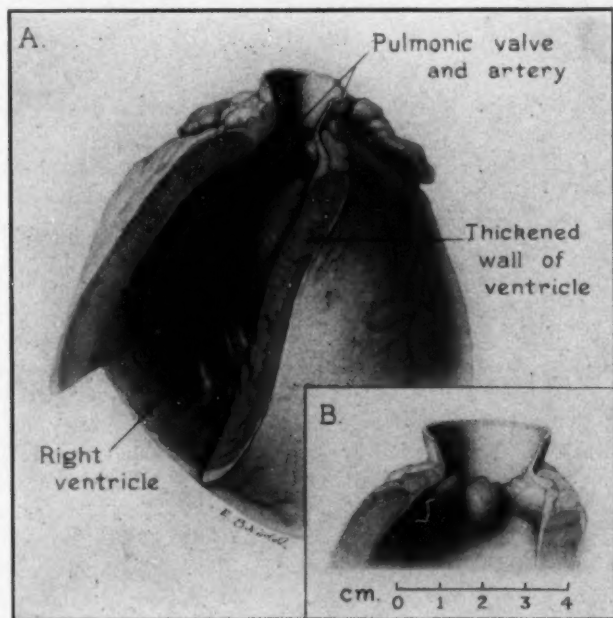 A.
Pulmonic valve
and artery
Thickened
wall of
ventricle
Right
ventricle
B.
cm. 0 1 2 3 4